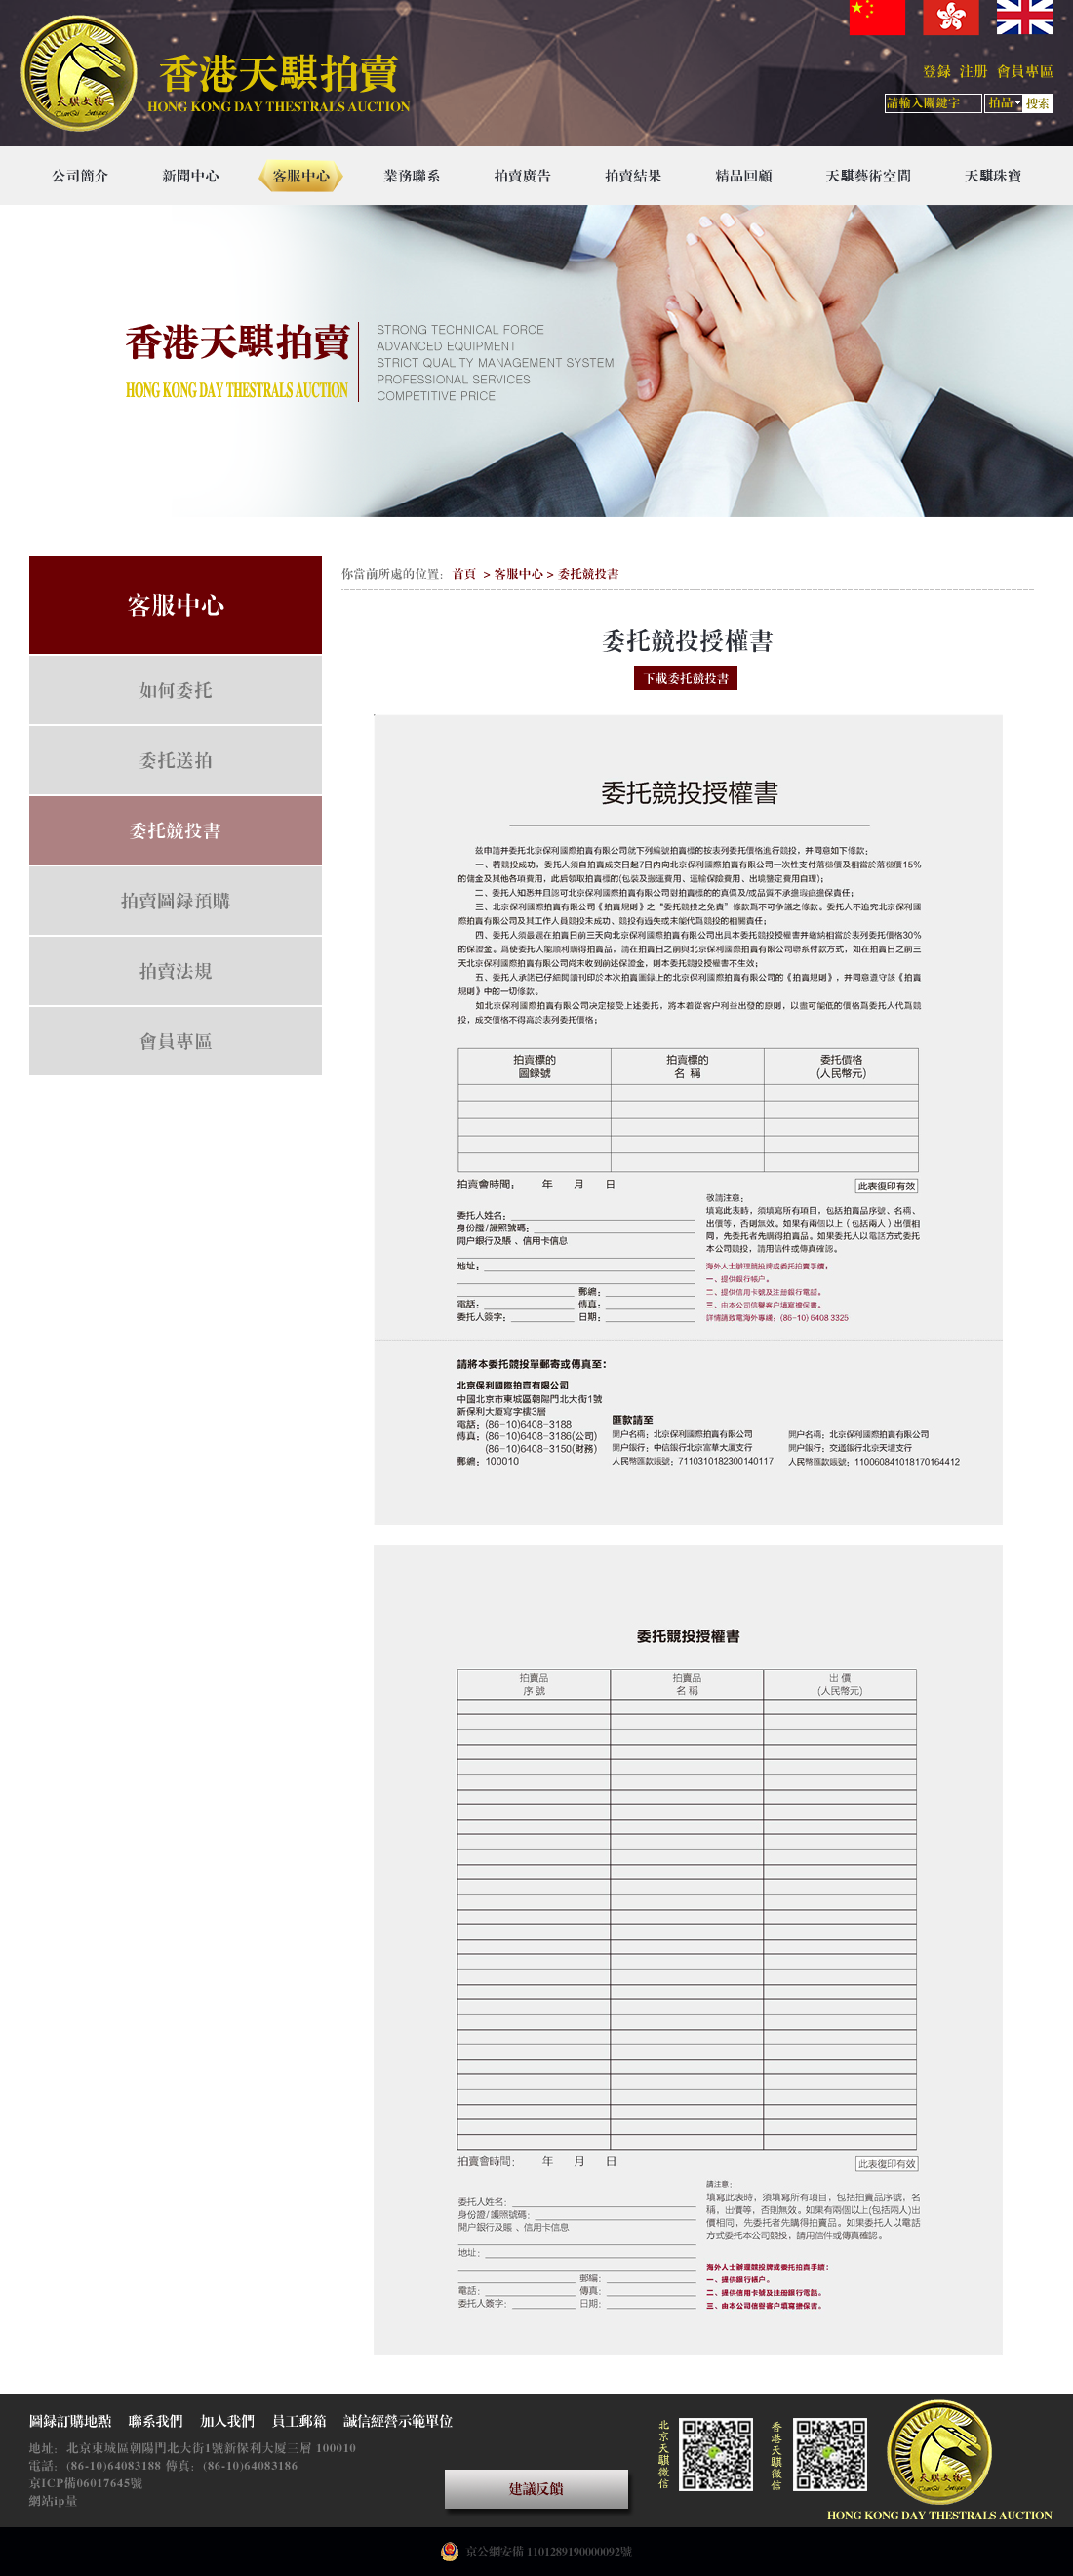 香港天騏拍賣
HONG KONG DAY THESTRALS AUCTION
登録 注册 會員專區
請輸入關鍵字 拍品 搜索
公司簡介 新聞中心 客服中心 業務聯系 拍賣廣告 拍賣結果 精品回顧 天騏藝術空間 天騏珠寶
香港天騏拍賣
HONG KONG DAY THESTRALS AUCTION
STRONG TECHNICAL FORCE
ADVANCED EQUIPMENT
STRICT QUALITY MANAGEMENT SYSTEM
PROFESSIONAL SERVICES
COMPETITIVE PRICE
客服中心
如何委托
委托送拍
委托競投書
拍賣圖録預購
拍賣法規
會員專區
你當前所處的位置：首頁 > 客服中心 > 委托競投書
委托競投授權書
下載委托競投書
委托競投授權書
兹申請并委托北京保利國際拍賣有限公司就下列編號拍賣標的按表列委托價格進行競投，并同意如下條款：
一、若競投成功，委托人須自拍賣成交日起7日内向北京保利國際拍賣有限公司一次性支付落槌價及相當於落槌價15%
的傭金及其他各項費用，此后領取拍賣標的(包裝及搬運費用、運輸保險費用、出境鑒定費用自理)；
二、委托人知悉并且認可北京保利國際拍賣有限公司對拍賣標的的真僞及/或品質不承擔瑕疵擔保責任；
三、北京保利國際拍賣有限公司《拍賣規則》之“委托競投之免責”條款爲不可争議之條款。委托人不追究北京保利國
際拍賣有限公司及其工作人員競投未成功、競投有過失或未能代爲競投的相關責任；
四、委托人須最遲在拍賣日前三天向北京保利國際拍賣有限公司出具本委托競投授權書并繳納相當於表列委托價格30%
的保證金。爲使委托人能順利購得拍賣品，請在拍賣日之前與北京保利國際拍賣有限公司聯系付款方式，如在拍賣日之前三
天北京保利國際拍賣有限公司尚未收到前述保證金，則本委托競投授權書不生效；
五、委托人承諾已仔細閱讀刊印於本次拍賣圖録上的北京保利國際拍賣有限公司的《拍賣規則》，并同意遵守該《拍賣
規則》中的一切條款。
如北京保利國際拍賣有限公司决定接受上述委托，將本着從客户利益出發的原則，以盡可能低的價格爲委托人代爲競
投，成交價格不得高於表列委托價格；
拍賣標的 拍賣標的 委托價格
圖録號 名 稱 (人民幣元)
拍賣會時間： 年 月 日 此表復印有效
委托人姓名：
身份證/護照號碼：
開户銀行及賬 、信用卡信息
地址：
郵編：
電話： 傳真：
委托人簽字： 日期：
敬請注意：
填寫此表時，須填寫所有項目，包括拍賣品序號、名稱、
出價等，否則無效。如果有兩個以上（包括兩人）出價相
同，先委托者先購得拍賣品。如果委托人以電話方式委托
本公司競投，請用信件或傳真確認。
海外人士辦理競投牌或委托拍賣手續：
一、提供銀行帳户。
二、提供信用卡號及注册銀行電話。
三、由本公司信譽客户填寫擔保書。
詳情請致電海外專綫：(86-10) 6408 3325
請將本委托競投單郵寄或傳真至：
北京保利國際拍賣有限公司
中國北京市東城區朝陽門北大街1號
新保利大廈寫字樓3層
電話：(86-10)6408-3188
傳真：(86-10)6408-3186(公司)
(86-10)6408-3150(財務)
郵編：100010
匯款請至
開户名稱：北京保利國際拍賣有限公司
開户銀行：中信銀行北京富華大廈支行
人民幣匯款賬號：7110310182300140117
開户名稱：北京保利國際拍賣有限公司
開户銀行：交通銀行北京天壇支行
人民幣匯款賬號：110060841018170164412
委托競投授權書
拍賣品 拍賣品 出 價
序 號 名 稱 (人民幣元)
拍賣會時間： 年 月 日 此表復印有效
委托人姓名：
身份證/護照號碼：
開户銀行及賬 、信用卡信息
地址：
郵編：
電話： 傳真：
委托人簽字： 日期：
請注意：
填寫此表時，須填寫所有項目，包括拍賣品序號，名
稱，出價等，否則無效。如果有兩個以上(包括兩人)出
價相同，先委托者先購得拍賣品。如果委托人以電話
方式委托本公司競投，請用信件或傳真確認。
海外人士辦理競投牌或委托拍賣手續：
一、提供銀行帳户。
二、提供信用卡號及注册銀行電話。
三、由本公司信譽客户填寫擔保書。
圖録訂購地點 聯系我們 加入我們 員工郵箱 誠信經營示範單位
地址：北京東城區朝陽門北大街1號新保利大厦三層 100010
電話：(86-10)64083188 傳真：(86-10)64083186
京ICP備06017645號
網站ip量
建議反饋
北京天騏微信
香港天騏微信
天騏文物
HONG KONG DAY THESTRALS AUCTION
京公網安備 1101289190000092號